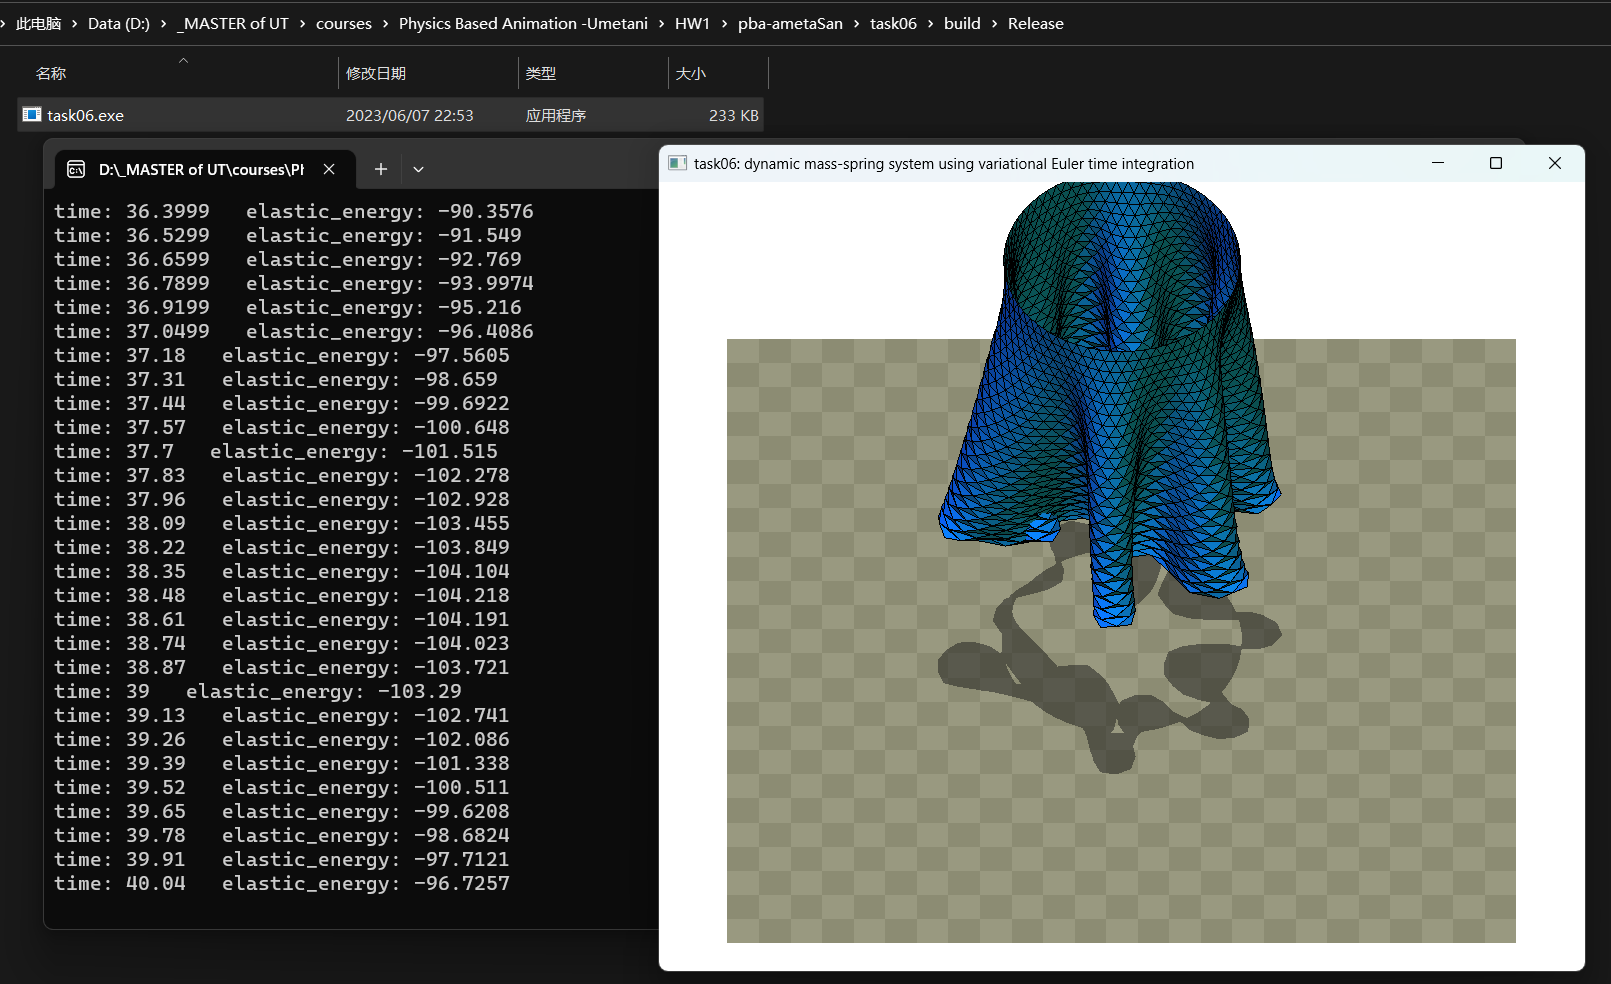 此电脑 > Data (D:) > _MASTER of UT > courses > Physics Based Animation -Umetani > HW1 > pba-ametaSan > task06 > build > Release
名称 修改日期 类型 大小
task06.exe 2023/06/07 22:53 应用程序 233 KB
D:\_MASTER of UT\courses\Pl
time: 36.3999 elastic_energy: -90.3576
time: 36.5299 elastic_energy: -91.549
time: 36.6599 elastic_energy: -92.769
time: 36.7899 elastic_energy: -93.9974
time: 36.9199 elastic_energy: -95.216
time: 37.0499 elastic_energy: -96.4086
time: 37.18 elastic_energy: -97.5605
time: 37.31 elastic_energy: -98.659
time: 37.44 elastic_energy: -99.6922
time: 37.57 elastic_energy: -100.648
time: 37.7 elastic_energy: -101.515
time: 37.83 elastic_energy: -102.278
time: 37.96 elastic_energy: -102.928
time: 38.09 elastic_energy: -103.455
time: 38.22 elastic_energy: -103.849
time: 38.35 elastic_energy: -104.104
time: 38.48 elastic_energy: -104.218
time: 38.61 elastic_energy: -104.191
time: 38.74 elastic_energy: -104.023
time: 38.87 elastic_energy: -103.721
time: 39 elastic_energy: -103.29
time: 39.13 elastic_energy: -102.741
time: 39.26 elastic_energy: -102.086
time: 39.39 elastic_energy: -101.338
time: 39.52 elastic_energy: -100.511
time: 39.65 elastic_energy: -99.6208
time: 39.78 elastic_energy: -98.6824
time: 39.91 elastic_energy: -97.7121
time: 40.04 elastic_energy: -96.7257
task06: dynamic mass-spring system using variational Euler time integration